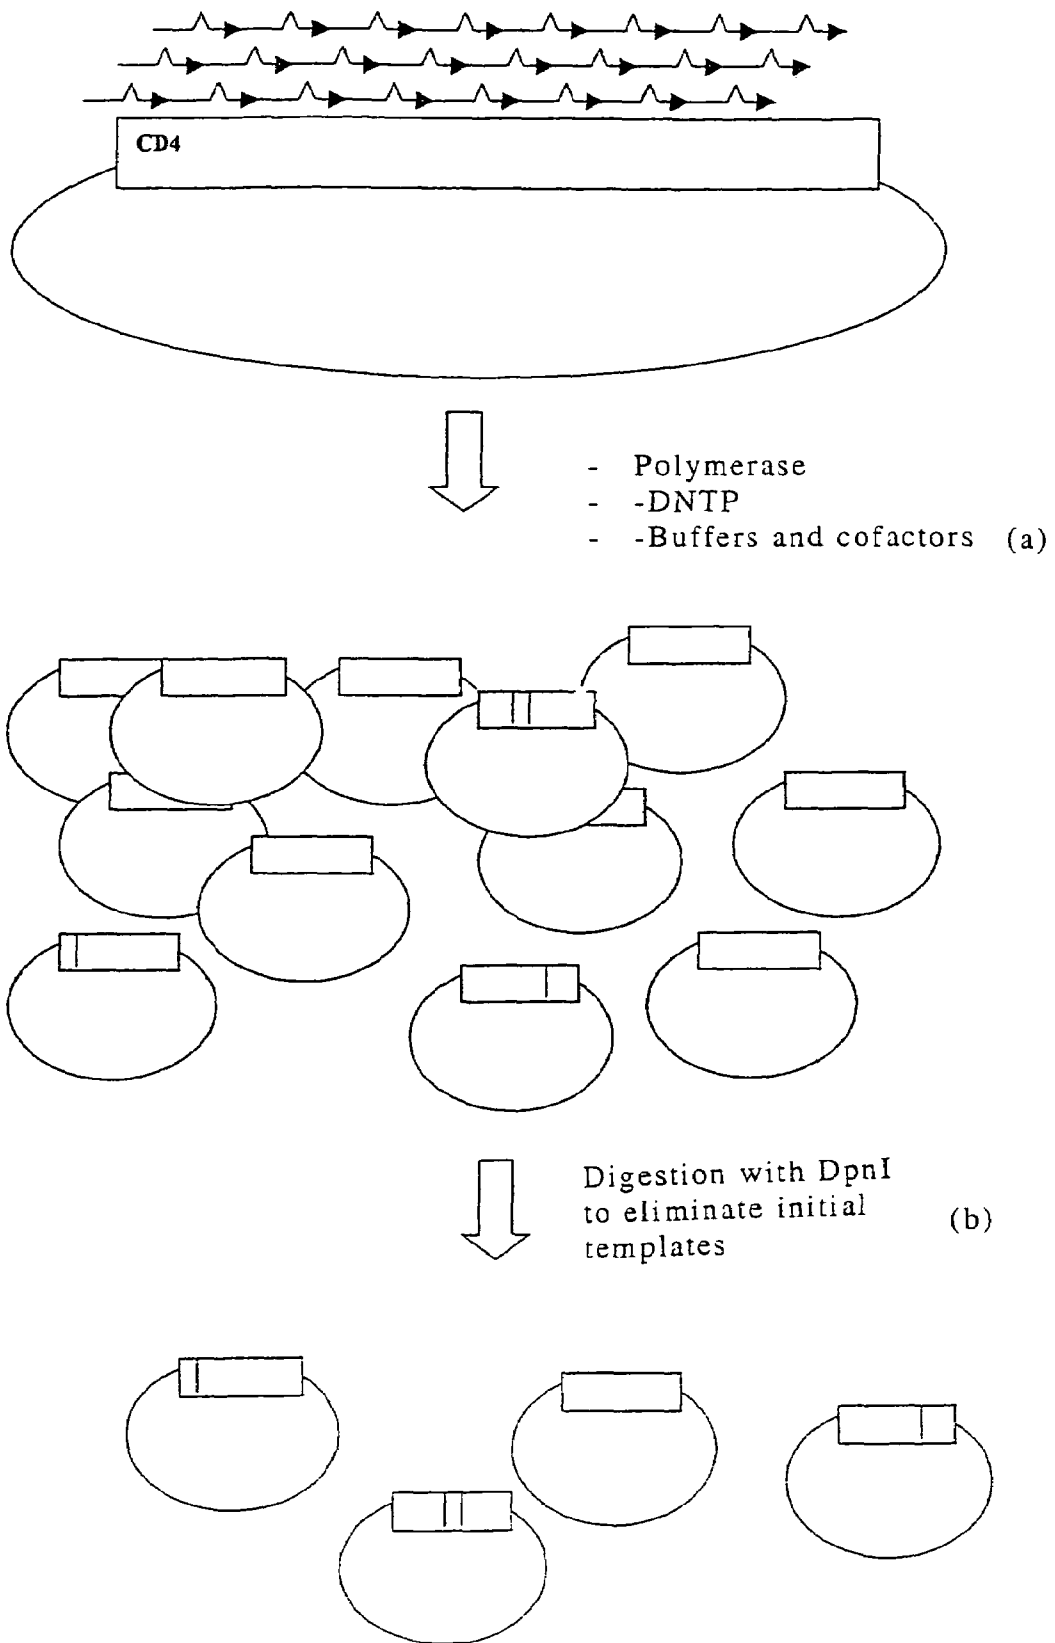 CD4
- Polymerase
- -DNTP
- -Buffers and cofactors (a)
Digestion with DpnI
to eliminate initial
templates
(b)